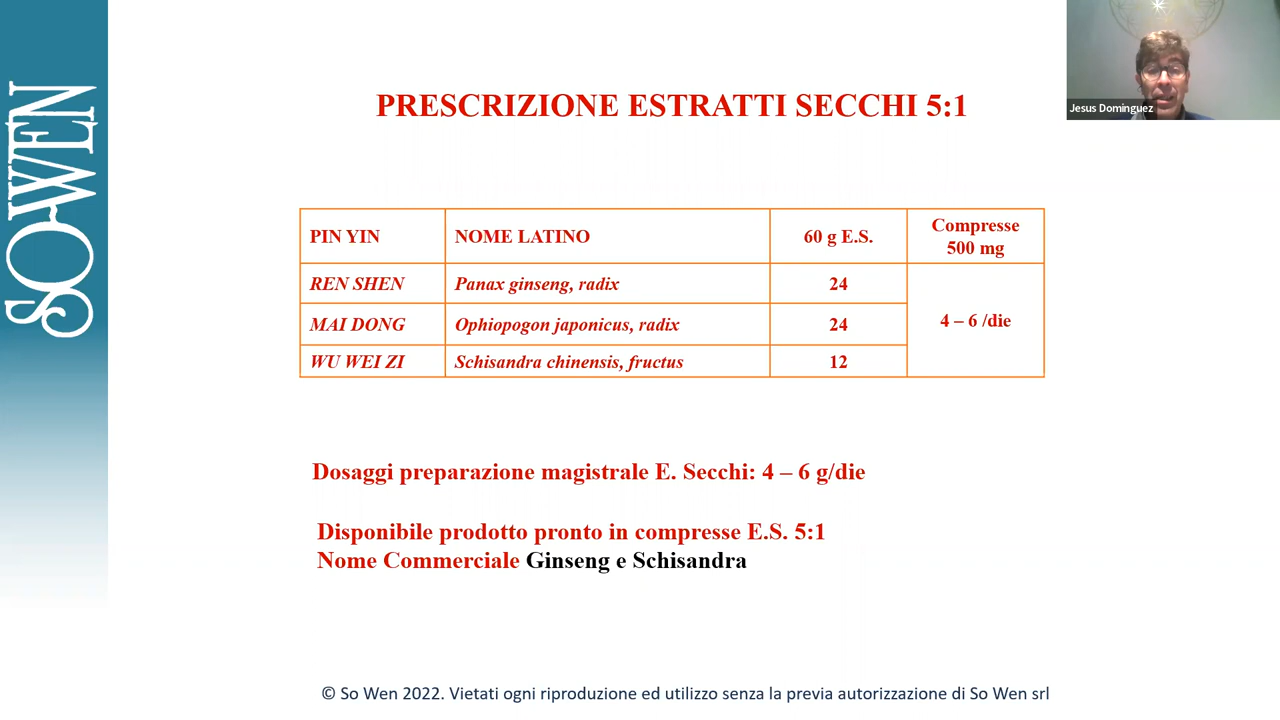 SO-WEN
Jesus Dominguez
PRESCRIZIONE ESTRATTI SECCHI 5:1
PIN YIN NOME LATINO 60 g E.S. Compresse 500 mg
REN SHEN Panax ginseng, radix 24
MAI DONG Ophiopogon japonicus, radix 24 4 – 6 /die
WU WEI ZI Schisandra chinensis, fructus 12
Dosaggi preparazione magistrale E. Secchi: 4 – 6 g/die
Disponibile prodotto pronto in compresse E.S. 5:1
Nome Commerciale Ginseng e Schisandra
© So Wen 2022. Vietati ogni riproduzione ed utilizzo senza la previa autorizzazione di So Wen srl